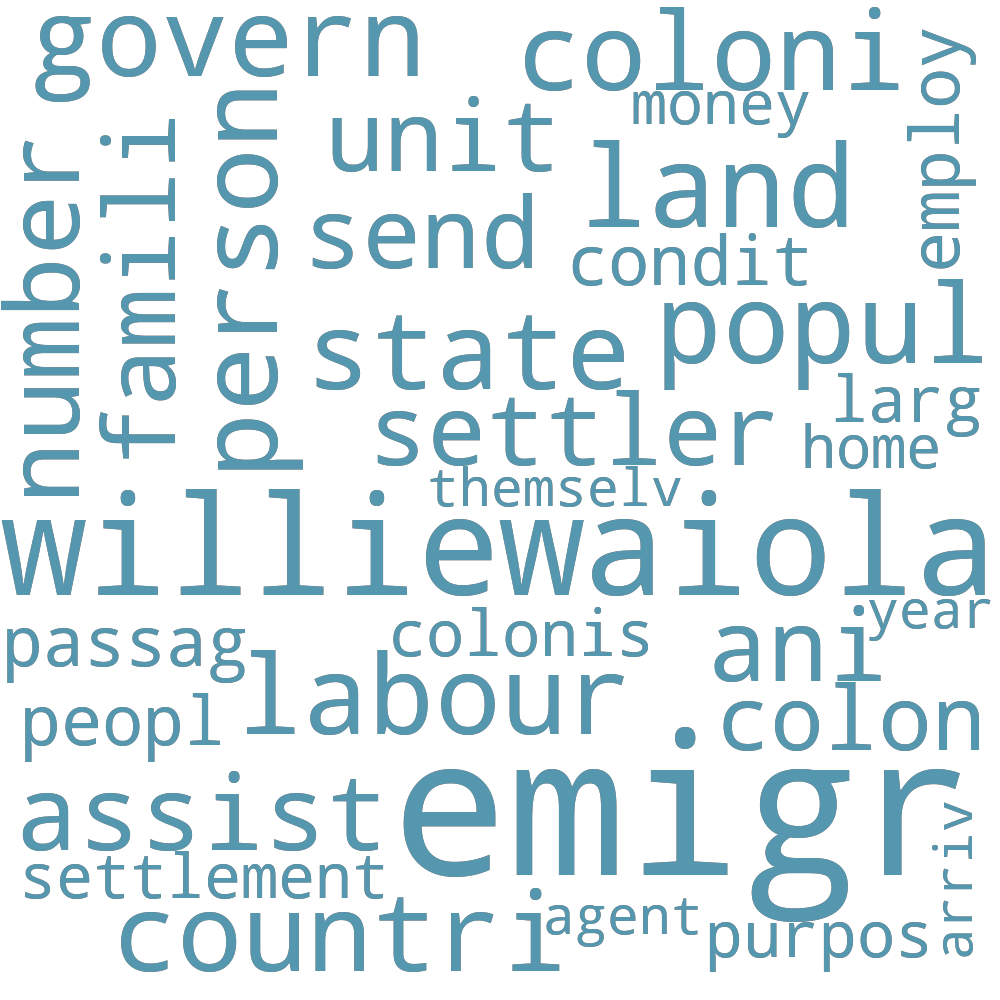 govern
coloni
money
employ
unit
land
number
famili
person
send
condit
state
popul
larg
settler
home
themselv
williewaiola
year
passag
colonis
ani
labour
peopl
colon
emigr
assist
settlement
arriv
countri
agent
purpos